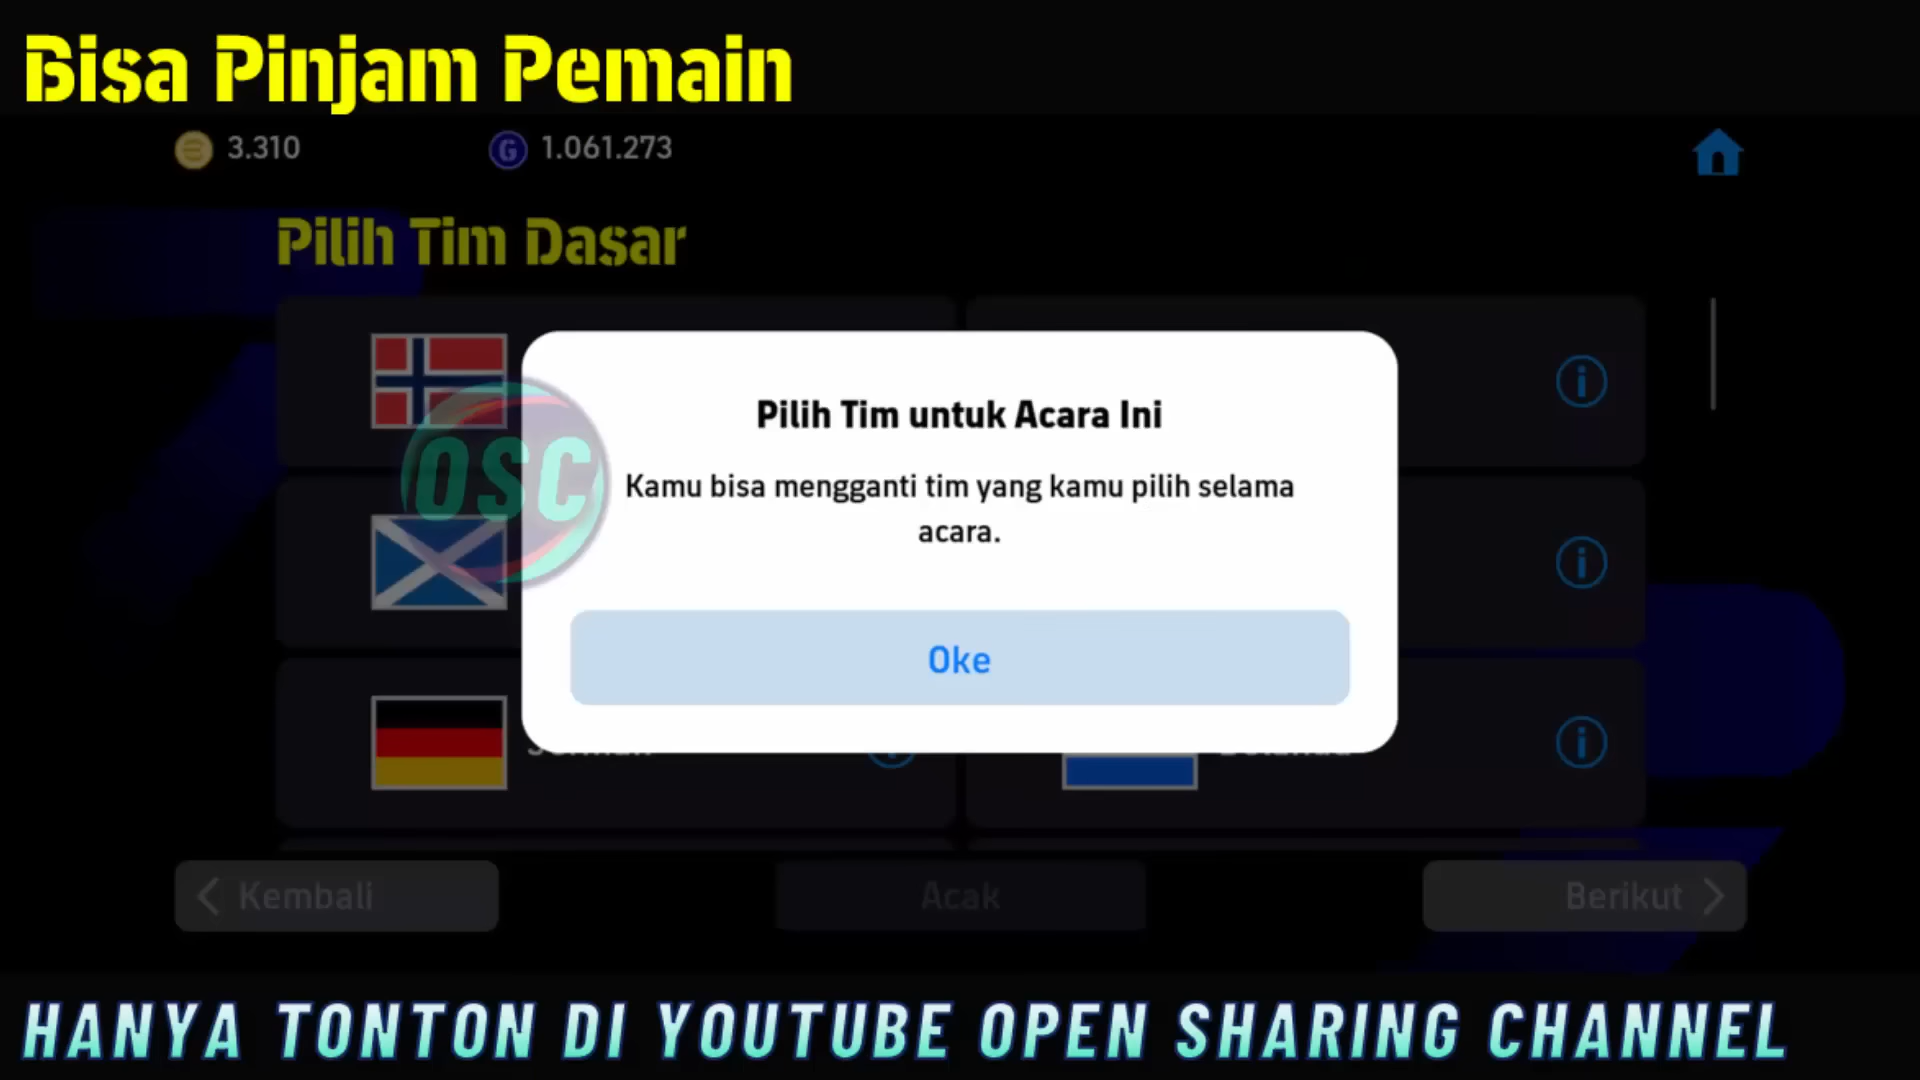 Bisa Pinjam Pemain
3.310
G 1.061.273
Pilih Tim Dasar
Pilih Tim untuk Acara Ini
Kamu bisa mengganti tim yang kamu pilih selama
acara.
OSC
Oke
Kembali
Acak
Berikut
HANYA TONTON DI YOUTUBE OPEN SHARING CHANNEL